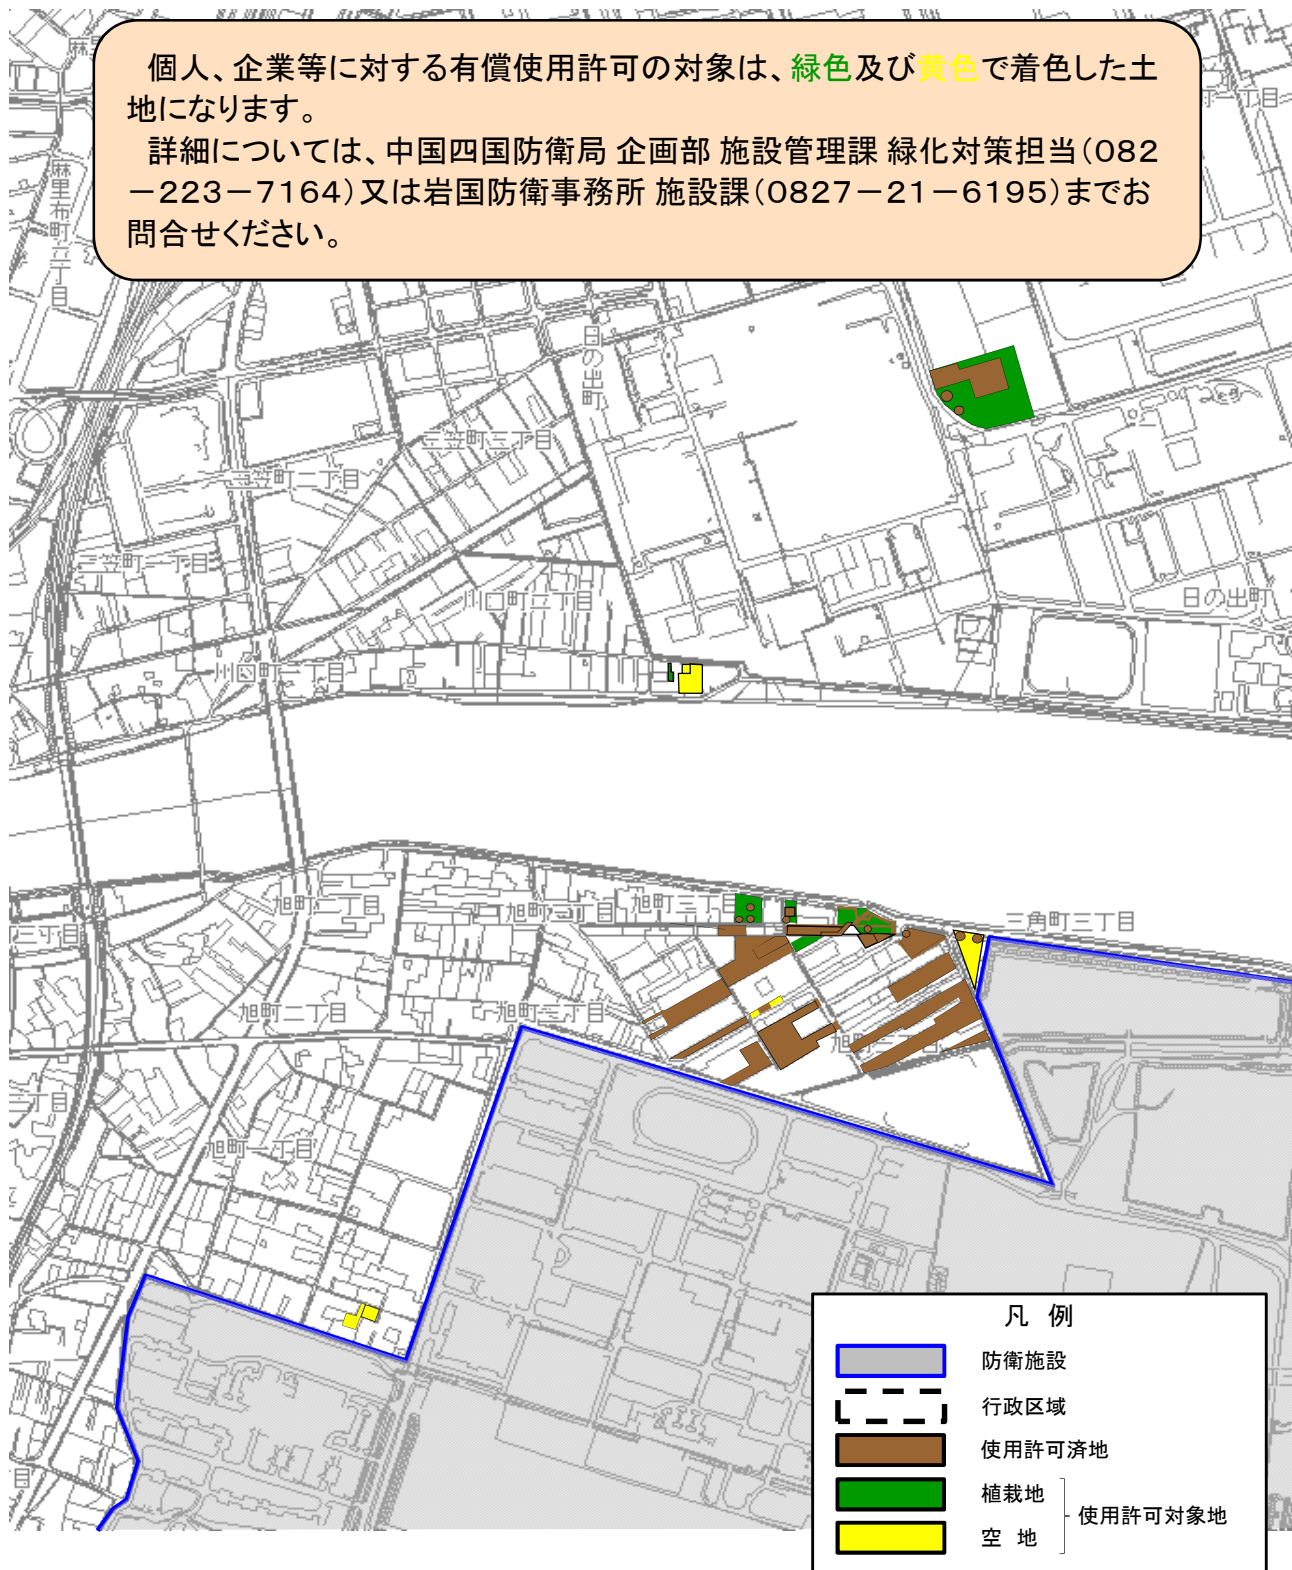 個人、企業等に対する有償使用許可の対象は、緑色及び黄色で着色した土
地になります。
詳細については、中国四国防衛局 企画部 施設管理課 緑化対策担当(082
－223－7164)又は岩国防衛事務所 施設課(0827－21－6195)までお
問合せください。
麻里布町六丁目
日の出町
三笠町三丁目
三笠町二丁目
三笠町一丁目
川口町二丁目
川口町一丁目
日の出町
旭町二丁目
旭町三丁目
旭町三丁目
三角町三丁目
旭町二丁目
旭町三丁目
旭町一丁目
凡 例
防衛施設
行政区域
使用許可済地
植栽地
使用許可対象地
空 地